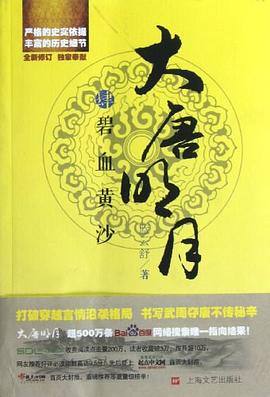 严格的史实依据
丰富的历史细节
全新修订 独家奉献
大唐明月
肆
碧血黄沙
云舒/著
打破穿越言情沿袭格局 书写武周夺唐不传秘辛
大唐明月 超500万条Bai百度网络搜索唯一指向结果!
上海文艺出版社